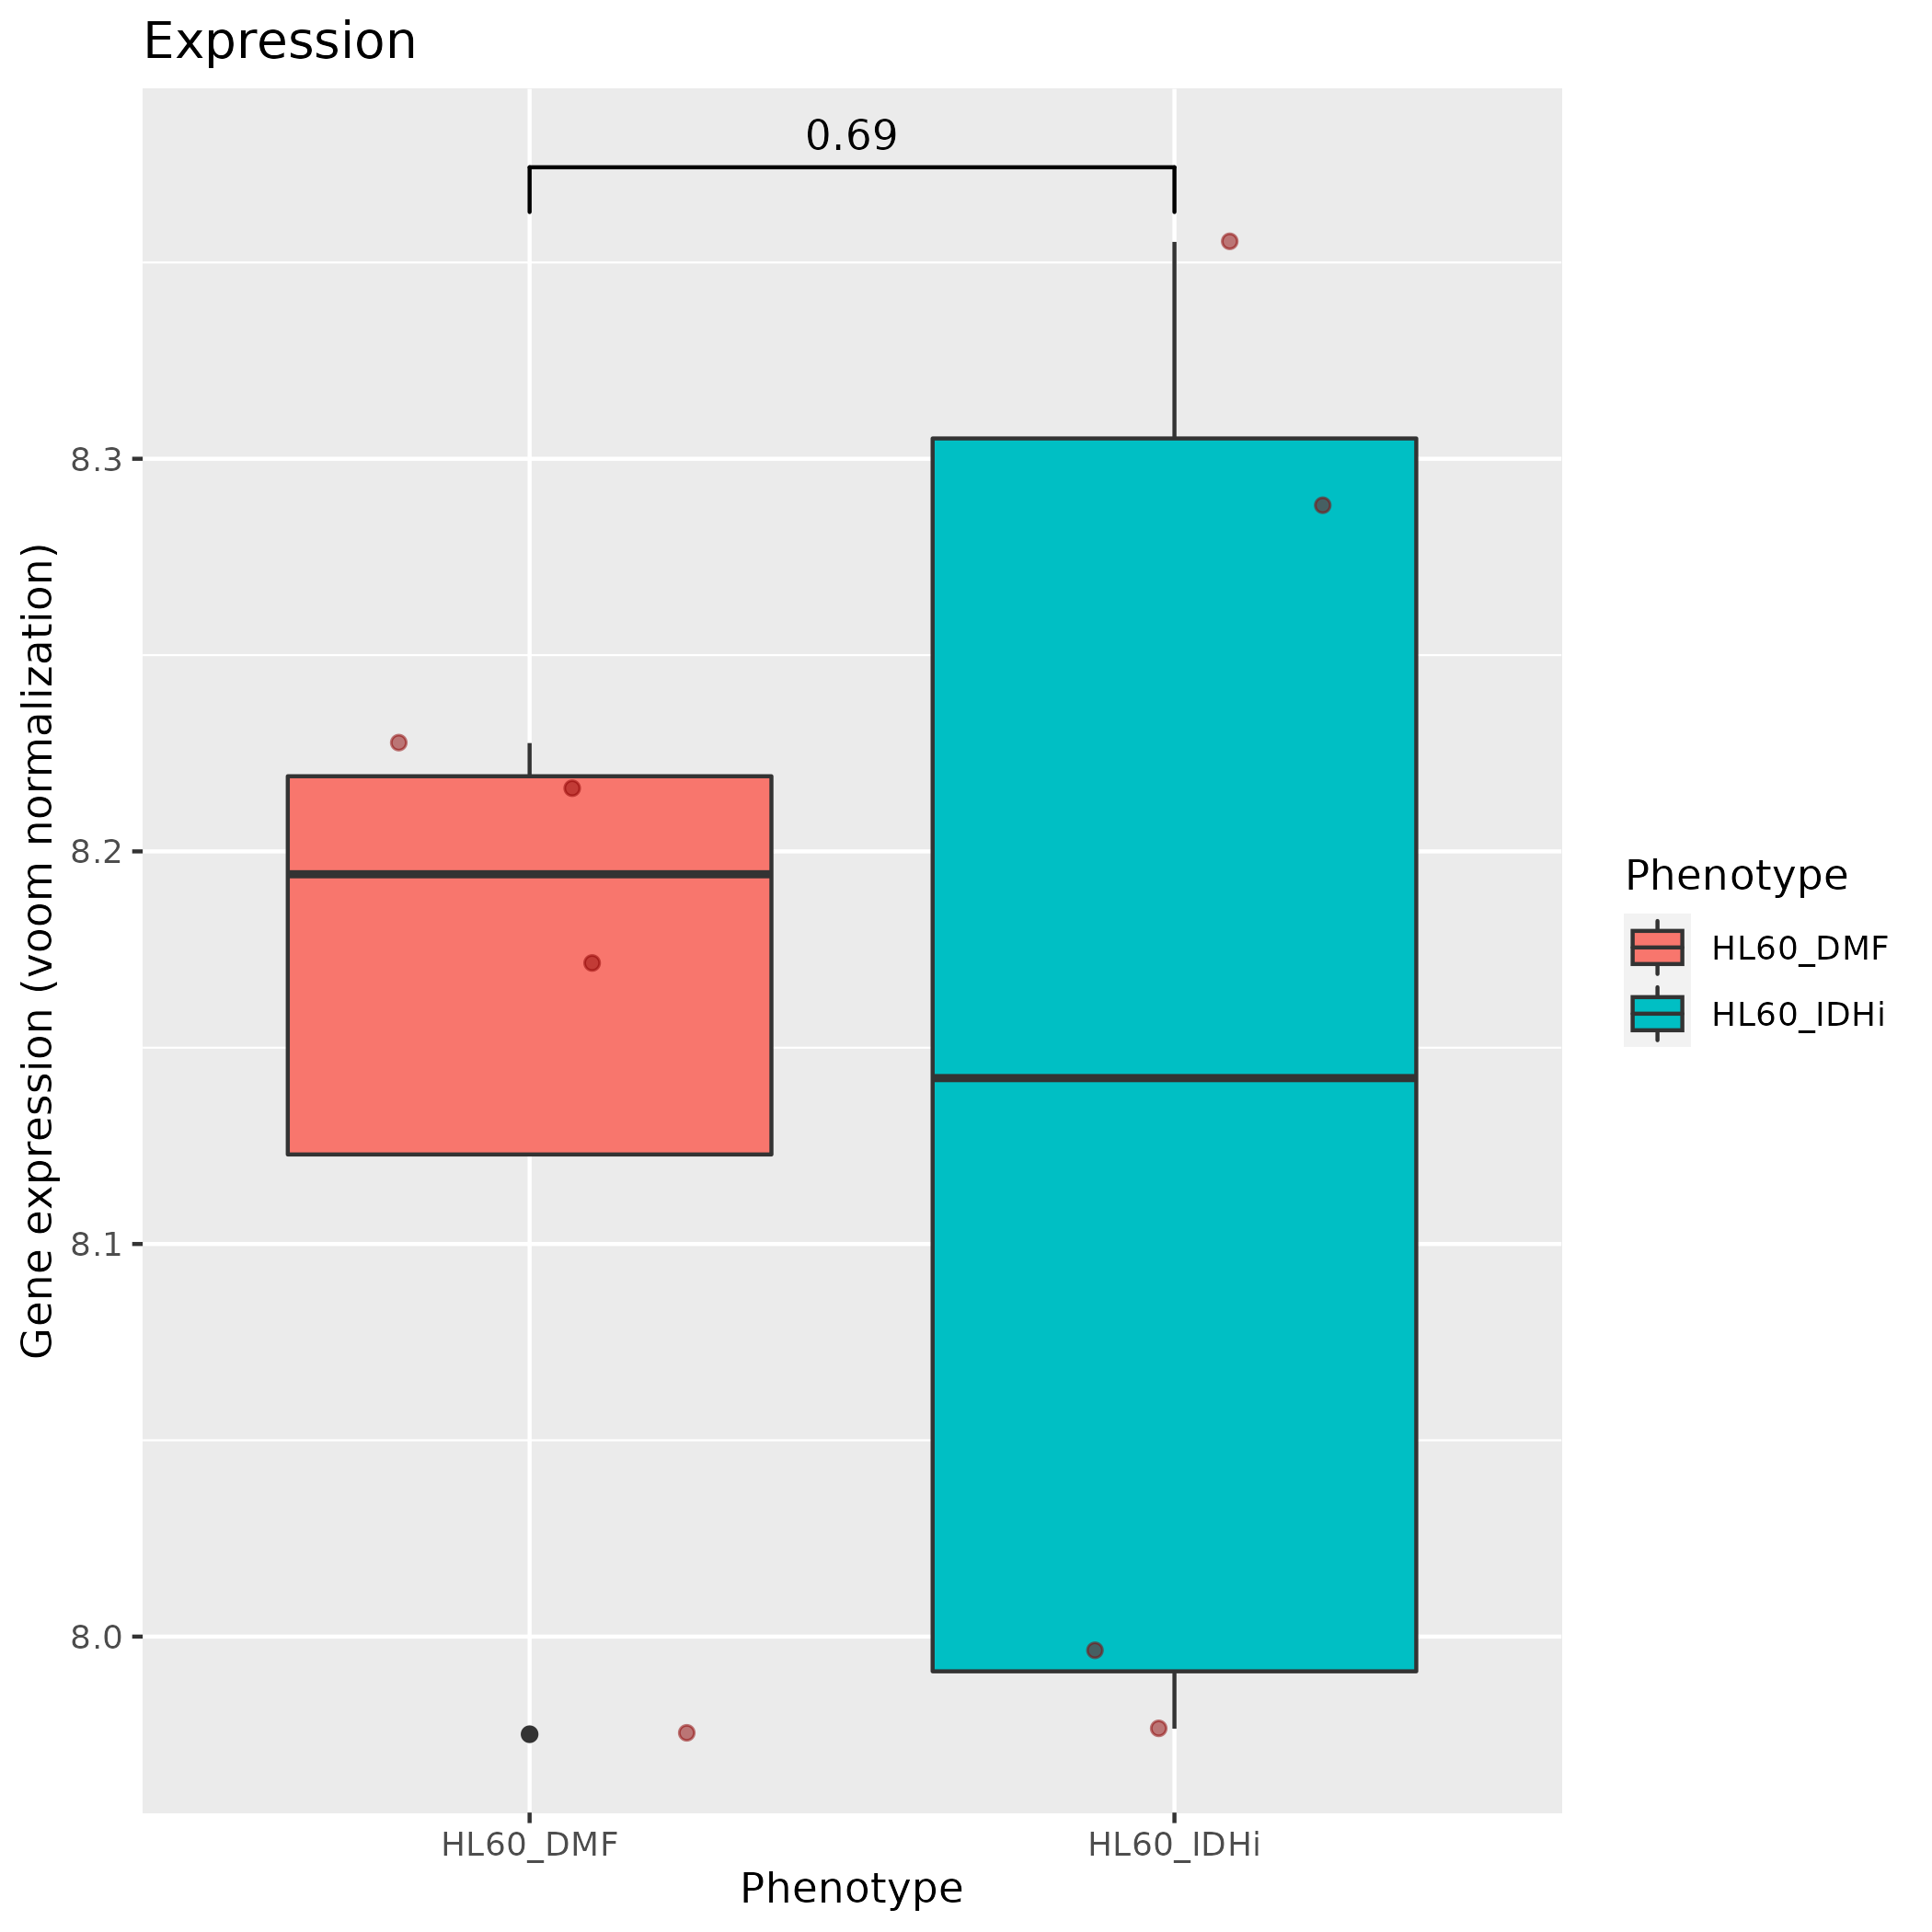 Expression
0.69
Gene expression (voom normalization)
8.3
8.2
8.1
8.0
HL60_DMF
HL60_IDHi
Phenotype
Phenotype
HL60_DMF
HL60_IDHi